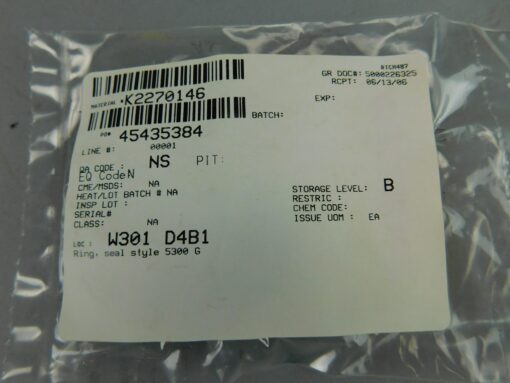 RICH487
GR DOC#: 5000226325
RCPT: 06/13/06
MATERIAL *K2270146
EXP:
BATCH:
PO# 45435384
LINE #: 00001
QA CODE : NS PIT:
EQ Code N
CME/MSDS: NA
HEAT/LOT BATCH # NA
INSP LOT :
SERIAL#
CLASS: NA
STORAGE LEVEL: B
RESTRIC :
CHEM CODE:
ISSUE UOM : EA
LOC : W301 D4B1
Ring, seal style 5300 G